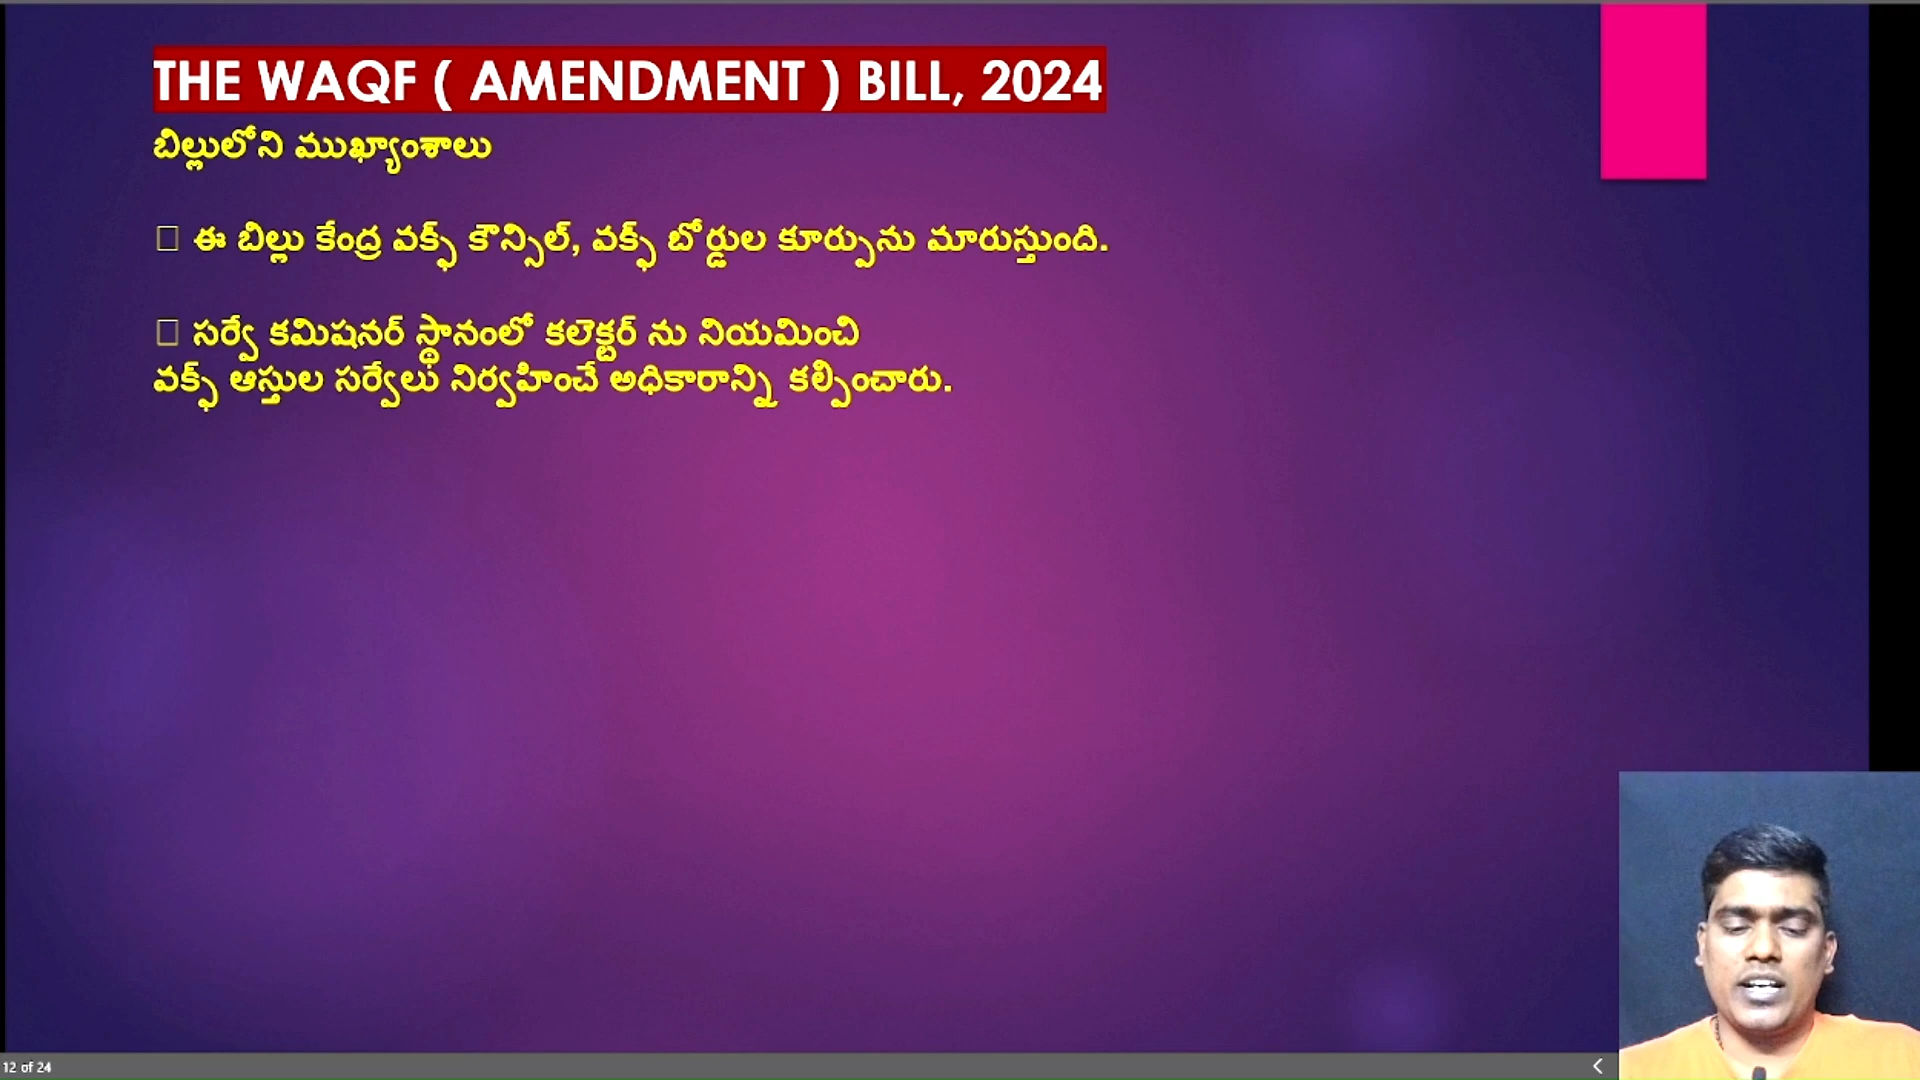 THE WAQF ( AMENDMENT ) BILL, 2024
బిల్లులోని ముఖ్యాంశాలు
ఈ బిల్లు కేంద్ర వక్ఫ్ కౌన్సిల్, వక్ఫ్ బోర్డుల కూర్పును మారుస్తుంది.
సర్వే కమిషనర్ స్థానంలో కలెక్టర్ ను నియమించి
వక్ఫ్ ఆస్తుల సర్వేలు నిర్వహించే అధికారాన్ని కల్పించారు.
12 of 24